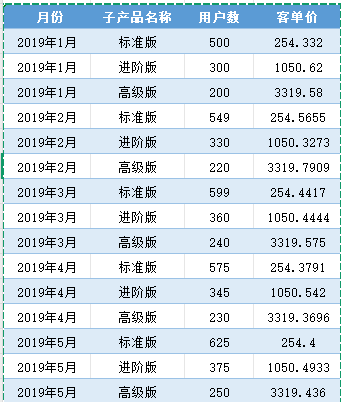 月份 子产品名称 用户数 客单价
2019年1月 标准版 500 254.332
2019年1月 进阶版 300 1050.62
2019年1月 高级版 200 3319.58
2019年2月 标准版 549 254.5655
2019年2月 进阶版 330 1050.3273
2019年2月 高级版 220 3319.7909
2019年3月 标准版 599 254.4417
2019年3月 进阶版 360 1050.4444
2019年3月 高级版 240 3319.575
2019年4月 标准版 575 254.3791
2019年4月 进阶版 345 1050.542
2019年4月 高级版 230 3319.3696
2019年5月 标准版 625 254.4
2019年5月 进阶版 375 1050.4933
2019年5月 高级版 250 3319.436